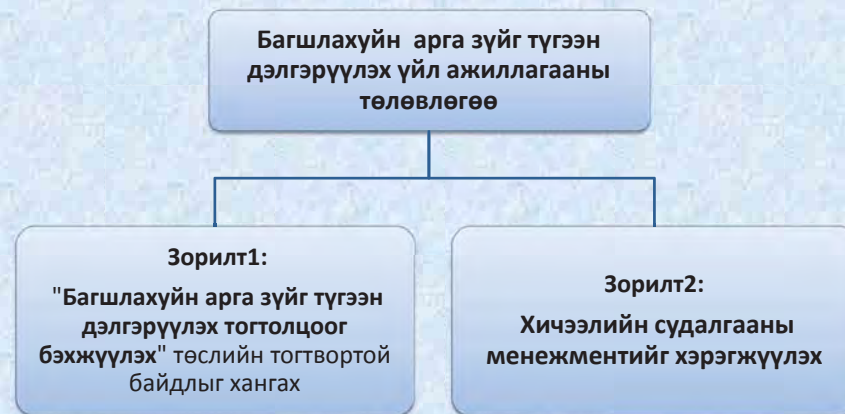 Багшлахуйн арга зүйг түгээн
дэлгэрүүлэх үйл ажиллагааны
төлөвлөгөө
Зорилт1:
"Багшлахуйн арга зүйг түгээн
дэлгэрүүлэх тогтолцоог
бэхжүүлэх" төслийн тогтвортой
байдлыг хангах
Зорилт2:
Хичээлийн судалгааны
менежментийг хэрэгжүүлэх